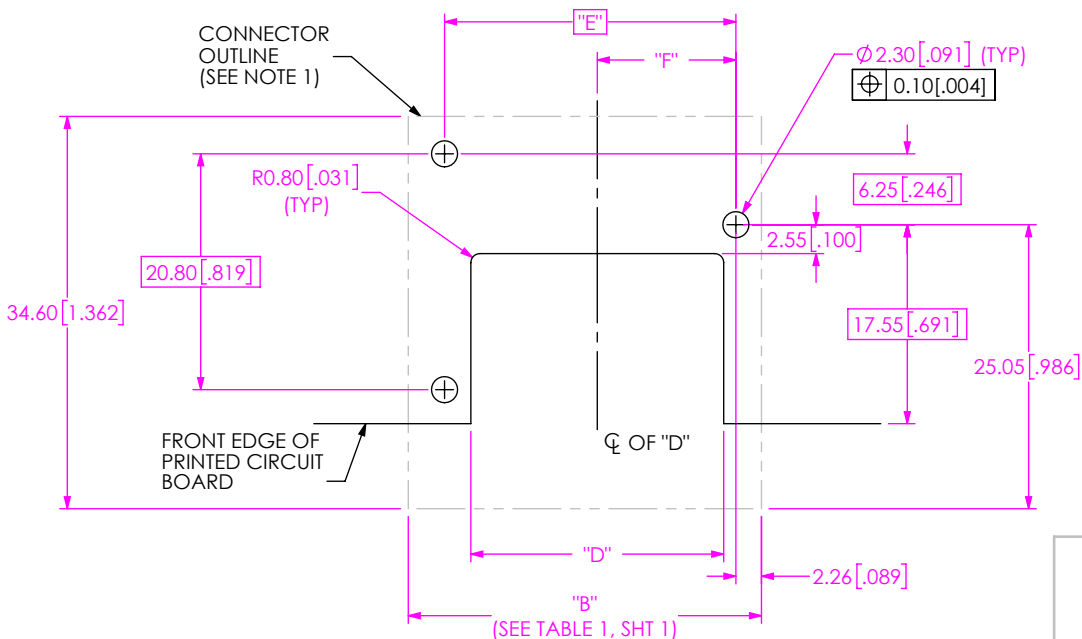 "E"
CONNECTOR
OUTLINE
(SEE NOTE 1)
"F"
Ø2.30[.091] (TYP)
⌖ 0.10[.004]
R0.80[.031]
(TYP)
6.25[.246]
2.55[.100]
20.80[.819]
34.60[1.362]
17.55[.691]
25.05[.986]
FRONT EDGE OF
PRINTED CIRCUIT
BOARD
℄ OF "D"
"D"
2.26[.089]
"B"
(SEE TABLE 1, SHT 1)